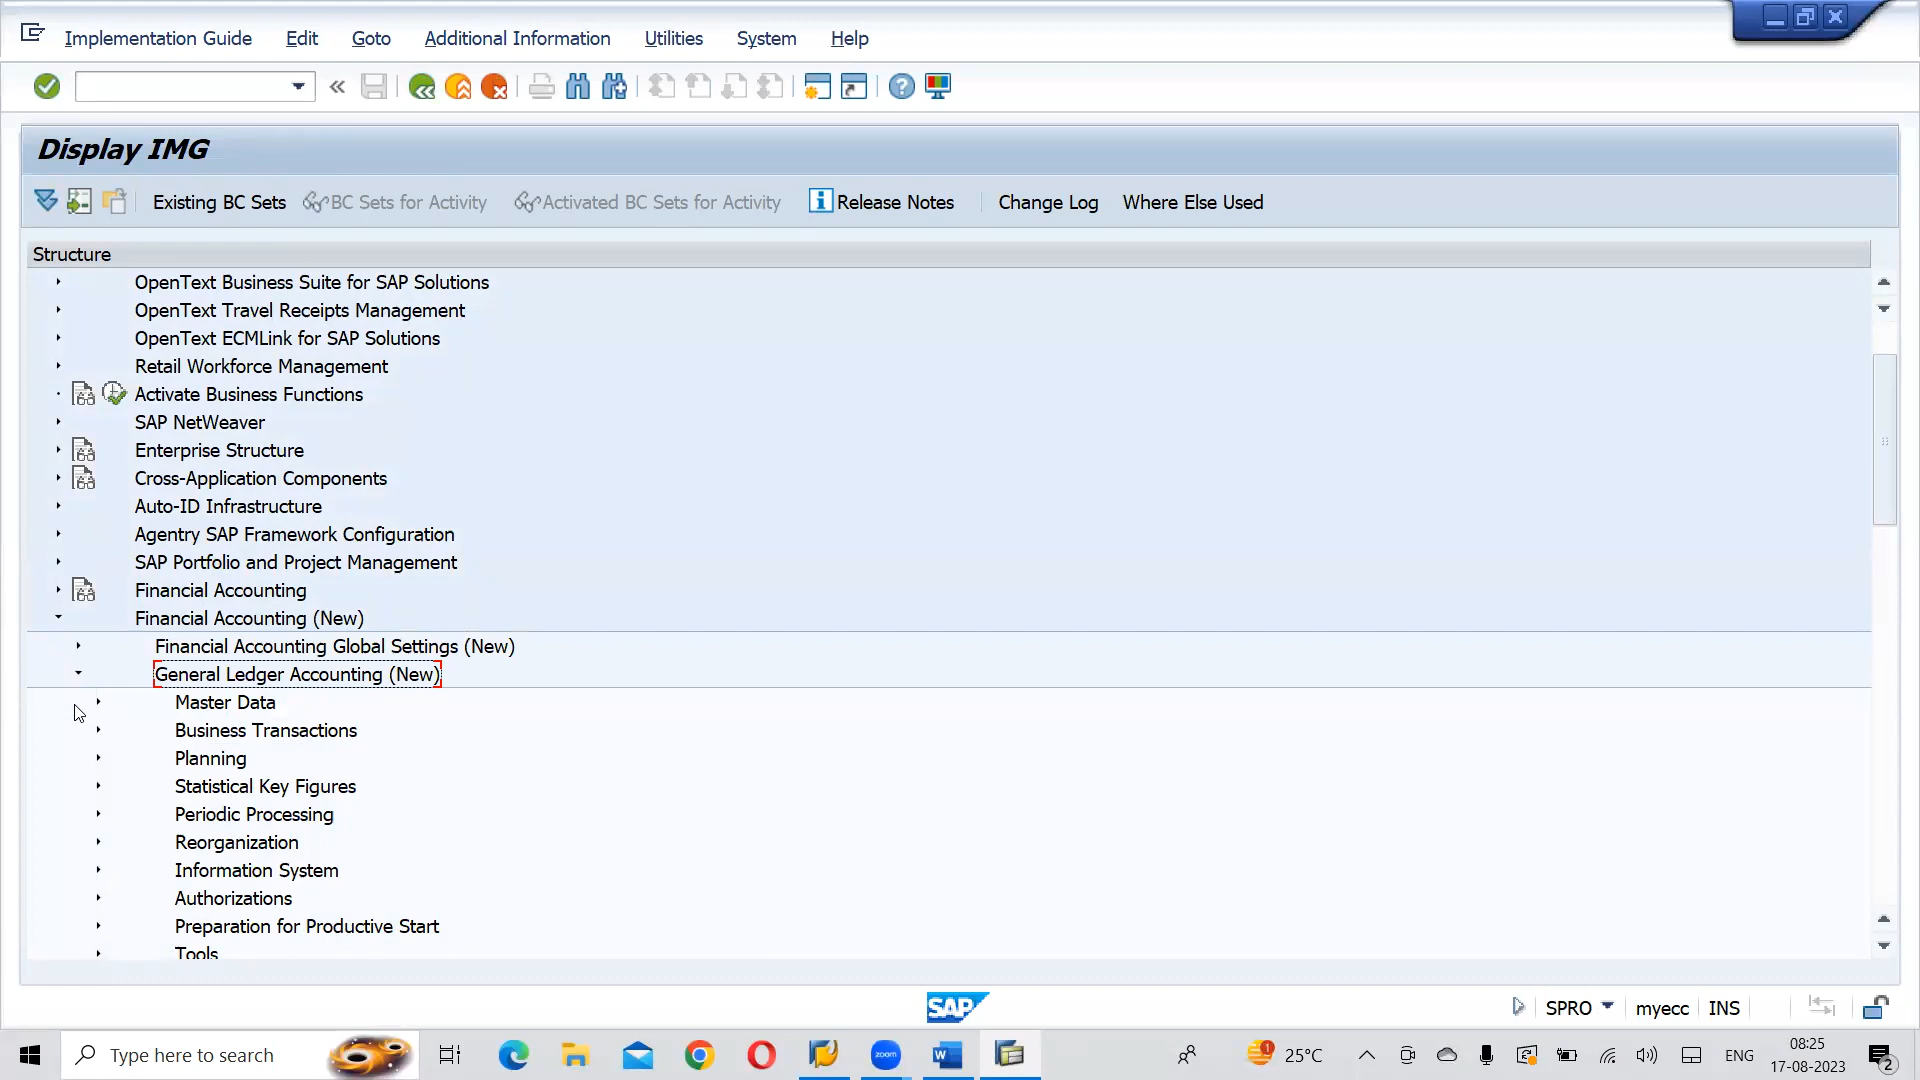 Implementation Guide Edit Goto Additional Information Utilities System Help
Display IMG
Existing BC Sets BC Sets for Activity Activated BC Sets for Activity Release Notes Change Log Where Else Used
Structure
OpenText Business Suite for SAP Solutions
OpenText Travel Receipts Management
OpenText ECMLink for SAP Solutions
Retail Workforce Management
Activate Business Functions
SAP NetWeaver
Enterprise Structure
Cross-Application Components
Auto-ID Infrastructure
Agentry SAP Framework Configuration
SAP Portfolio and Project Management
Financial Accounting
Financial Accounting (New)
Financial Accounting Global Settings (New)
General Ledger Accounting (New)
Master Data
Business Transactions
Planning
Statistical Key Figures
Periodic Processing
Reorganization
Information System
Authorizations
Preparation for Productive Start
Tools
SAP SPRO myecc INS
Type here to search zoom W 1 25°C ENG 08:25
17-08-2023 2